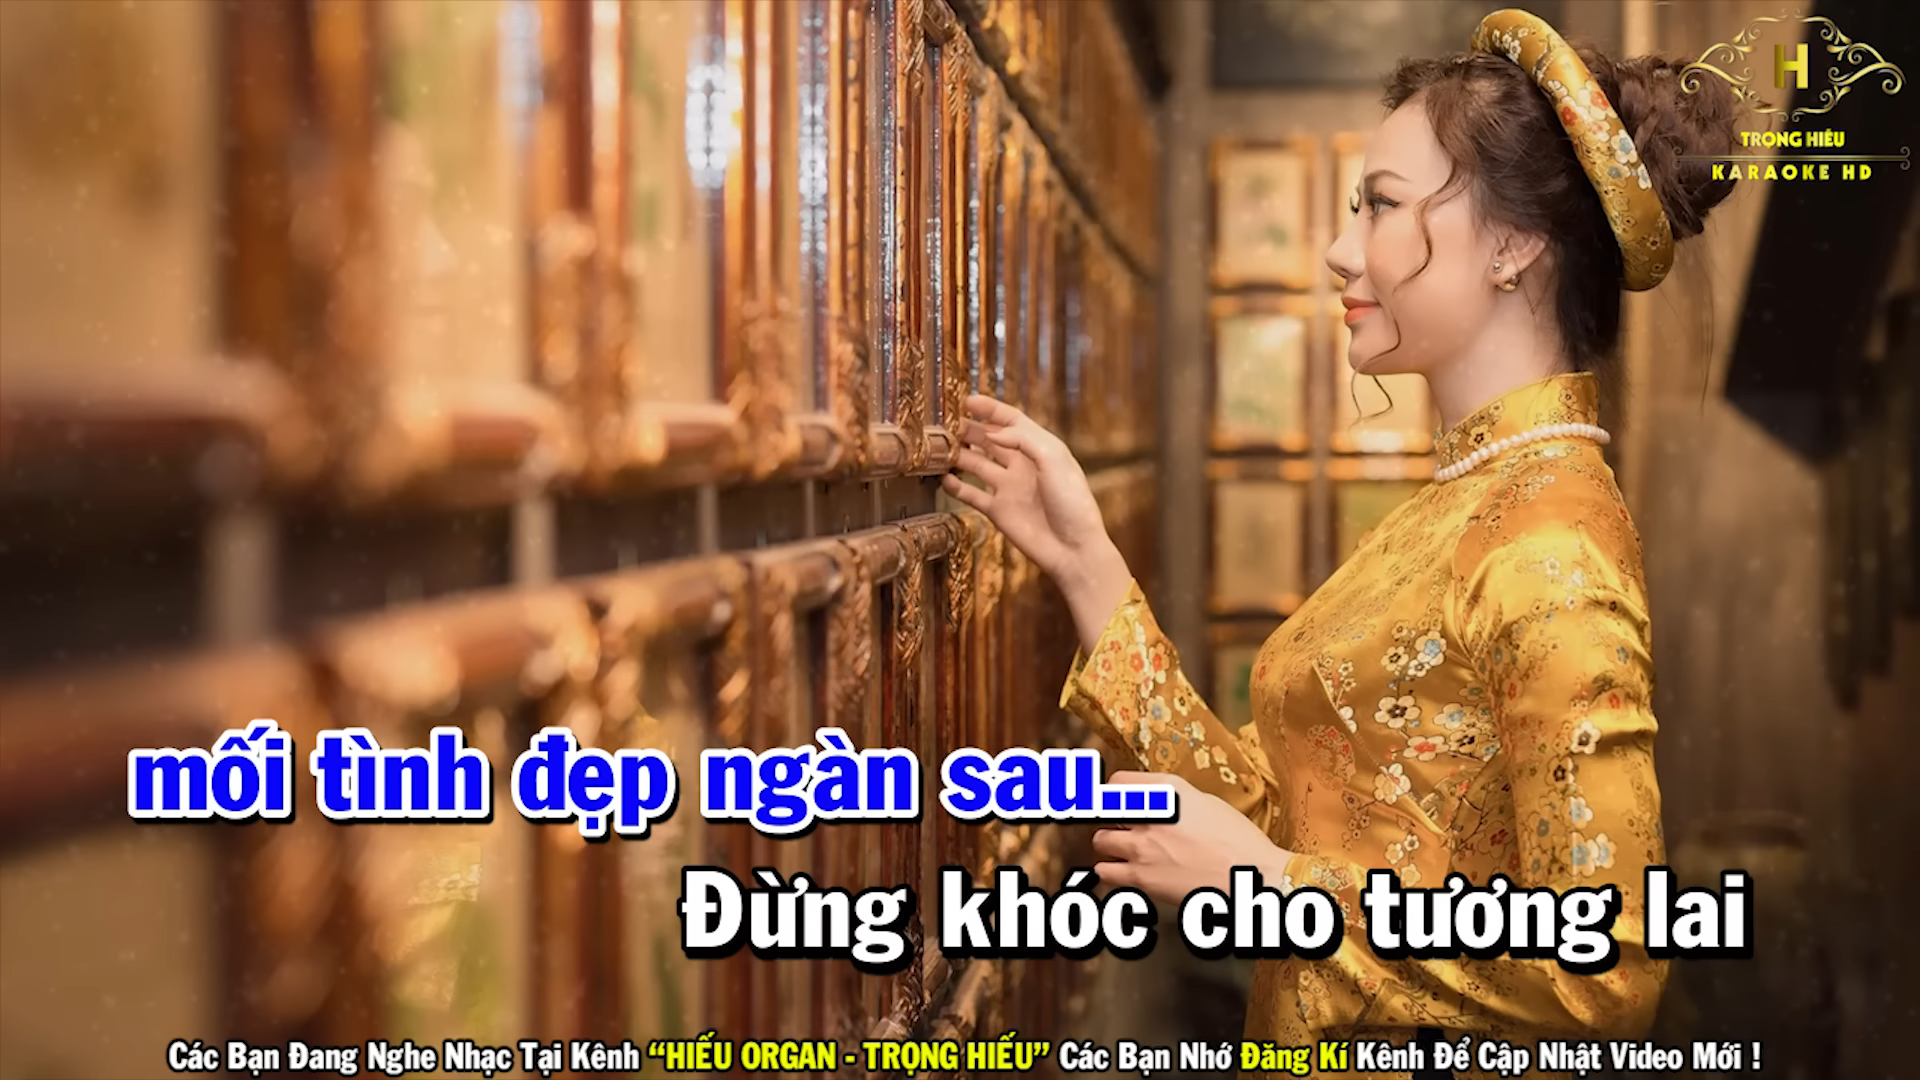 H
TRỌNG HIẾU
KARAOKE HD
mối tình đẹp ngàn sau...
Đừng khóc cho tương lai
Các Bạn Đang Nghe Nhạc Tại Kênh “HIẾU ORGAN - TRỌNG HIẾU” Các Bạn Nhớ Đăng Kí Kênh Để Cập Nhật Video Mới !